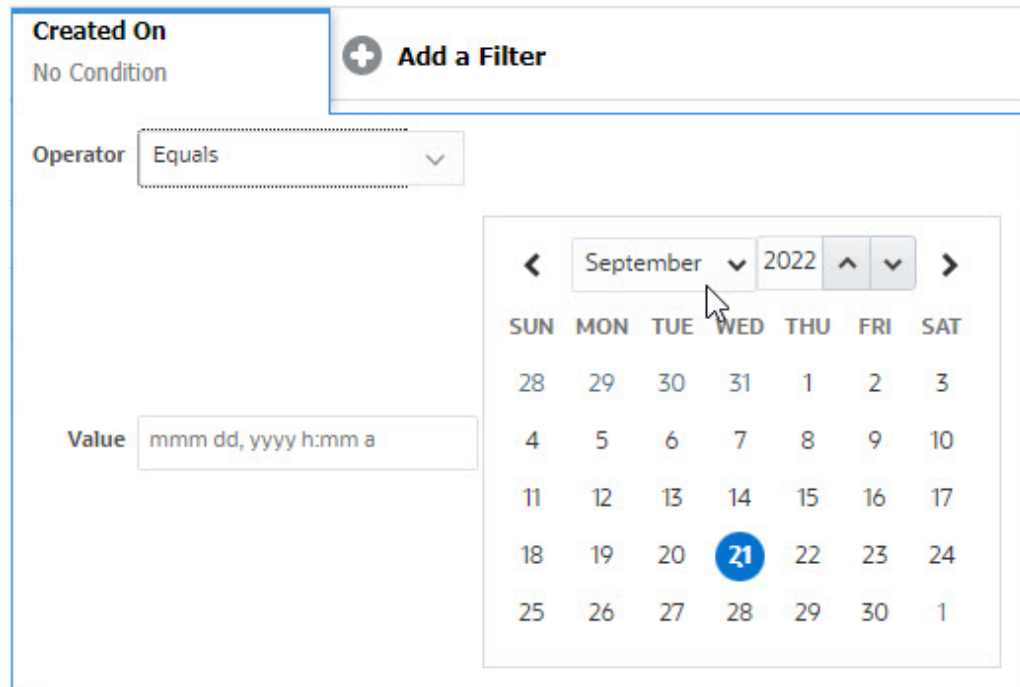 Created On
No Condition
Add a Filter
Operator Equals
September 2022
SUN MON TUE WED THU FRI SAT
28 29 30 31 1 2 3
Value mmm dd, yyyy h:mm a
4 5 6 7 8 9 10
11 12 13 14 15 16 17
18 19 20 21 22 23 24
25 26 27 28 29 30 1